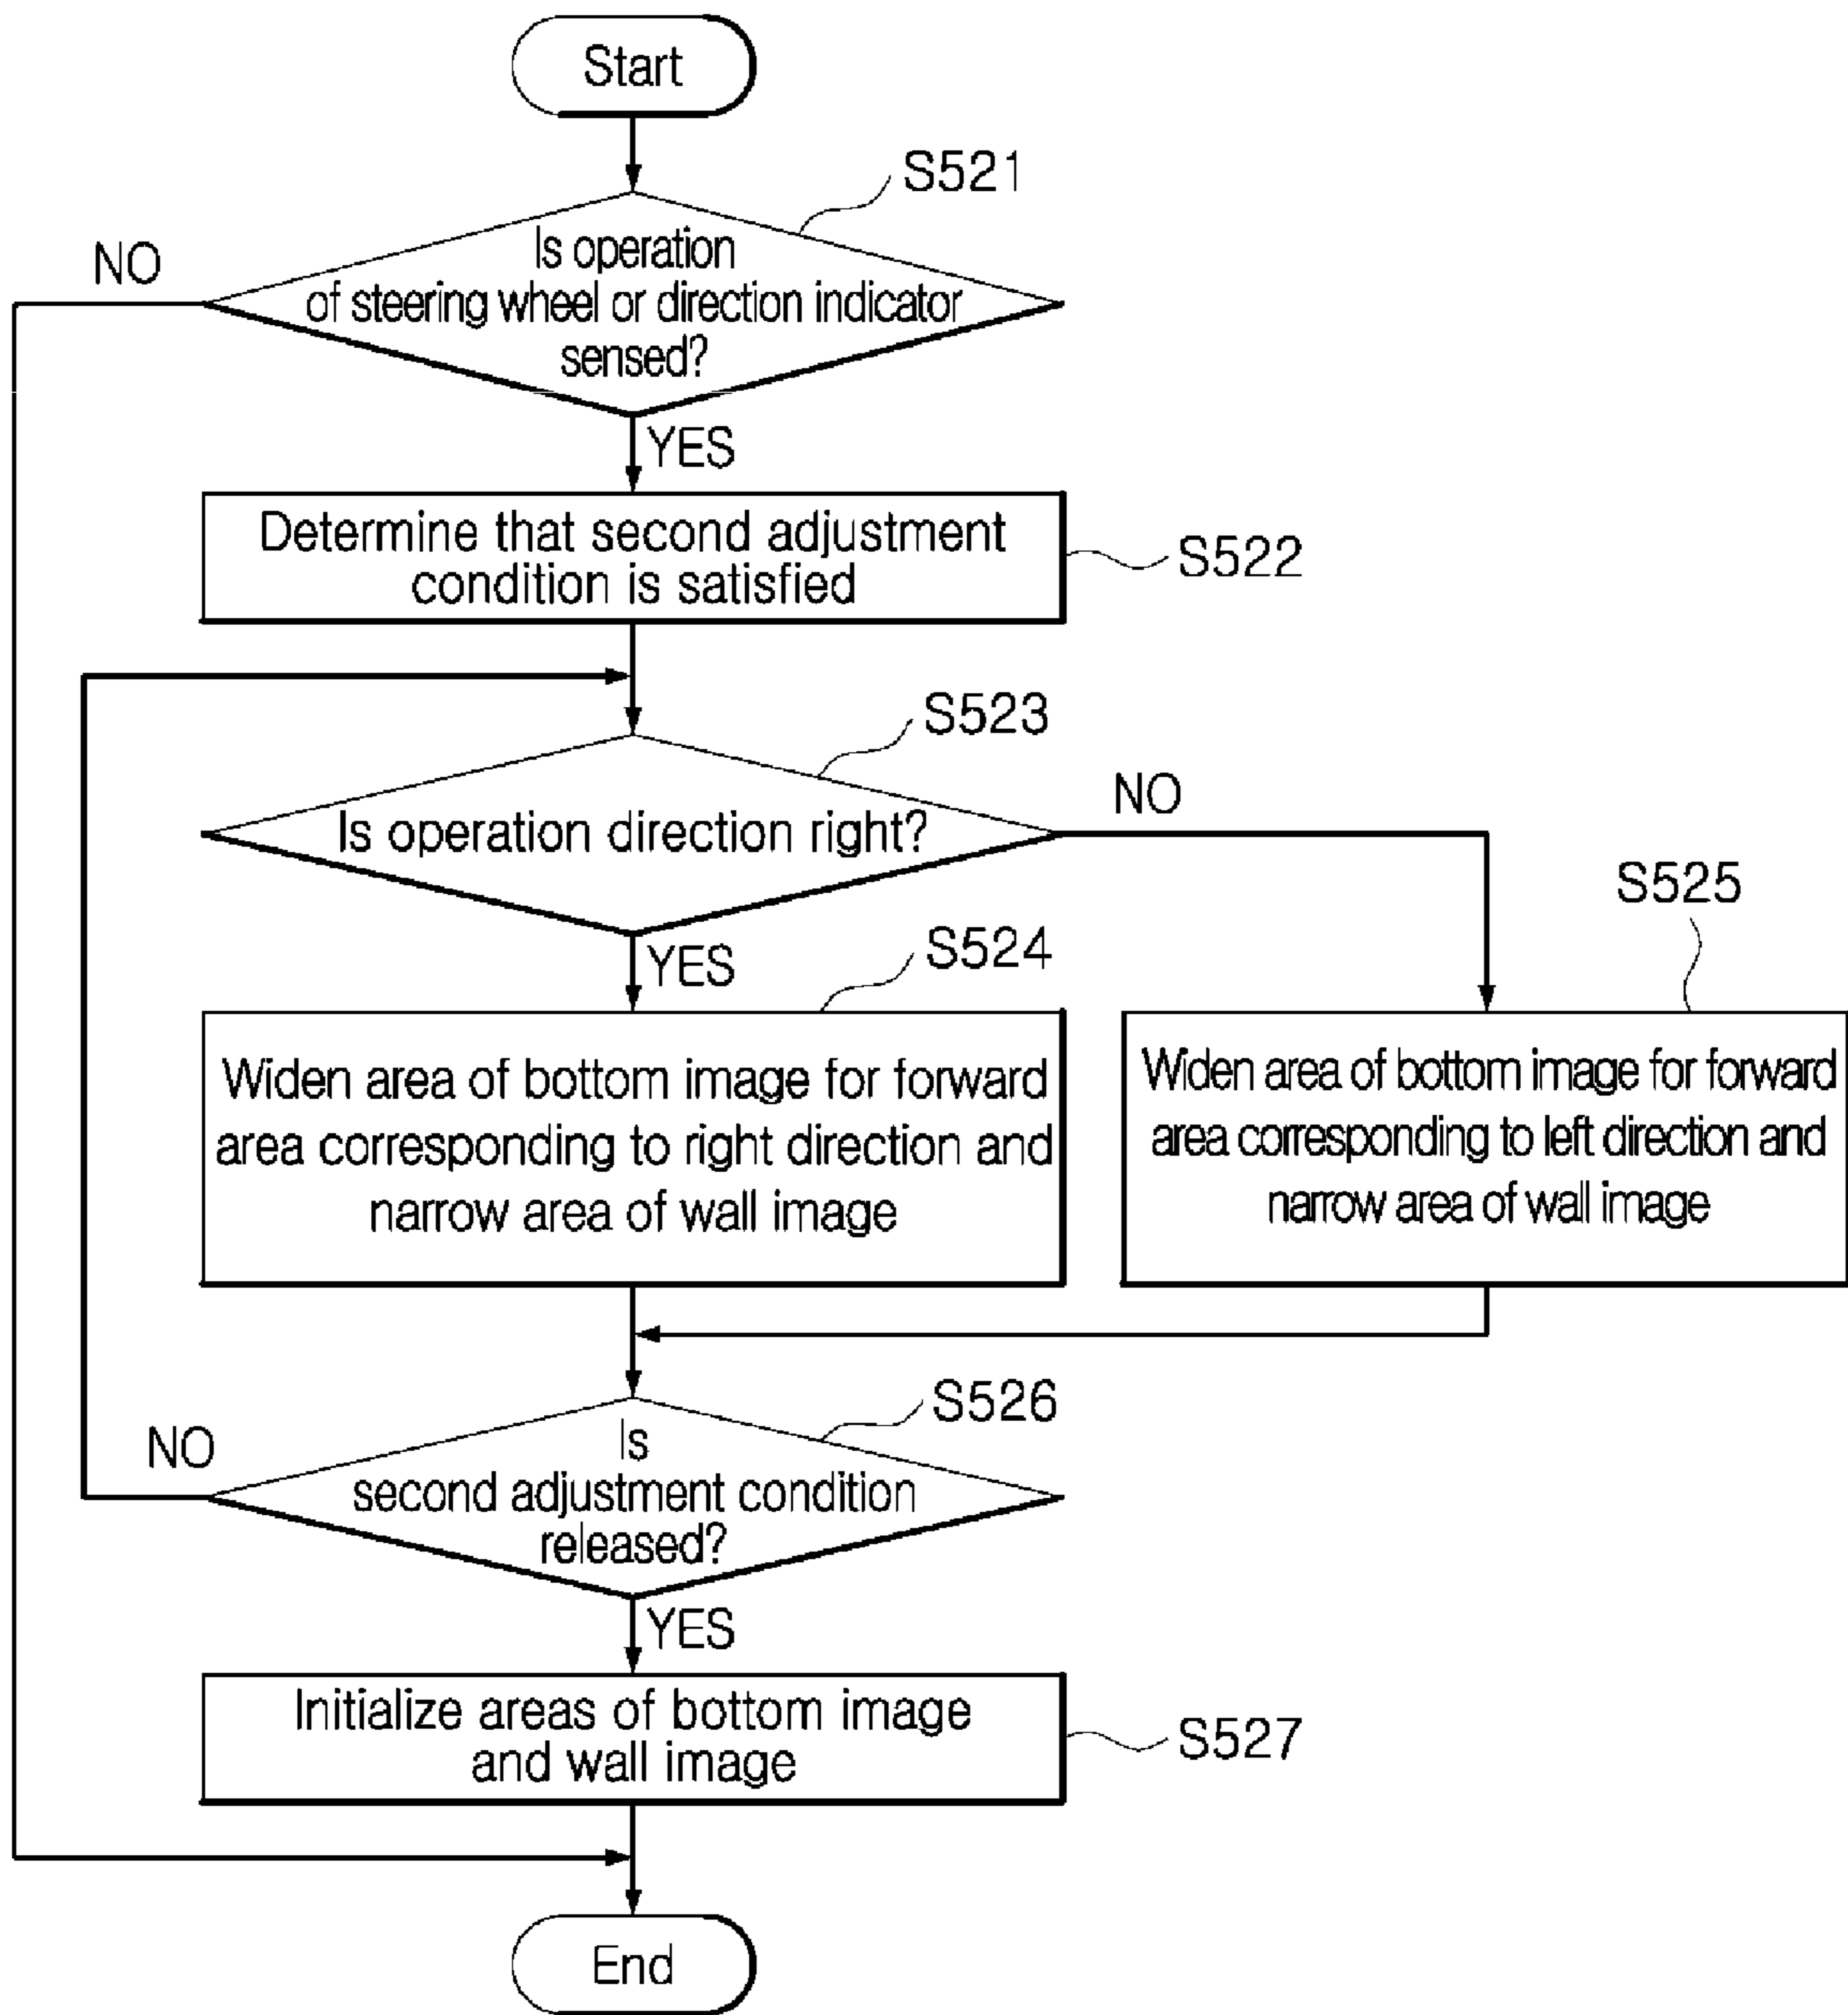 Start
S521
NO
Is operation
of steering wheel or direction indicator
sensed?
YES
Determine that second adjustment
condition is satisfied
S522
S523
NO
Is operation direction right?
S525
YES
S524
Widen area of bottom image for forward
area corresponding to right direction and
narrow area of wall image
Widen area of bottom image for forward
area corresponding to left direction and
narrow area of wall image
S526
NO
Is
second adjustment condition
released?
YES
Initialize areas of bottom image
and wall image
S527
End